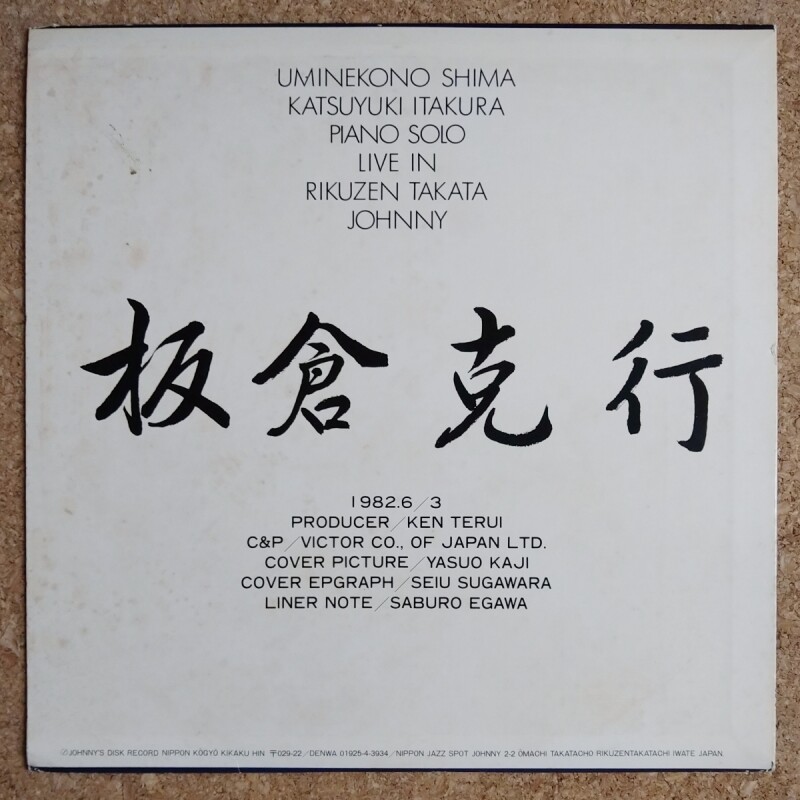 UMINEKONO SHIMA
KATSUYUKI ITAKURA
PIANO SOLO
LIVE IN
RIKUZEN TAKATA
JOHNNY
板倉克行
1982.6/3
PRODUCER/KEN TERUI
C&P/VICTOR CO., OF JAPAN LTD.
COVER PICTURE/YASUO KAJI
COVER EPGRAPH/SEIU SUGAWARA
LINER NOTE/SABURO EGAWA
JOHNNY'S DISK RECORD NIPPON KŌGYŌ KIKAKU HIN 〒029-22/DENWA 01925-4-3934/NIPPON JAZZ SPOT JOHNNY 2-2 ŌMACHI TAKATACHO RIKUZENTAKATACHI IWATE JAPAN.